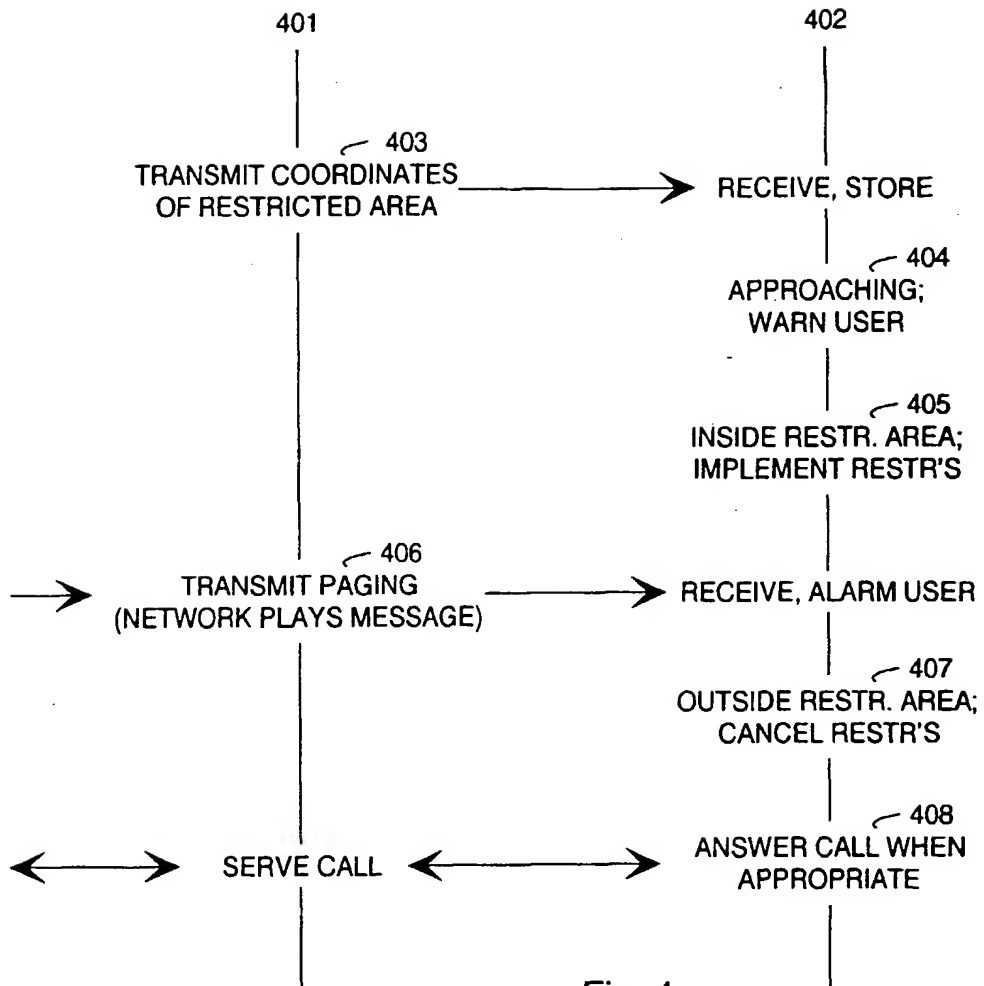 401
402
403
TRANSMIT COORDINATES
OF RESTRICTED AREA
RECEIVE, STORE
404
APPROACHING;
WARN USER
405
INSIDE RESTR. AREA;
IMPLEMENT RESTR'S
406
TRANSMIT PAGING
(NETWORK PLAYS MESSAGE)
RECEIVE, ALARM USER
407
OUTSIDE RESTR. AREA;
CANCEL RESTR'S
408
SERVE CALL
ANSWER CALL WHEN
APPROPRIATE